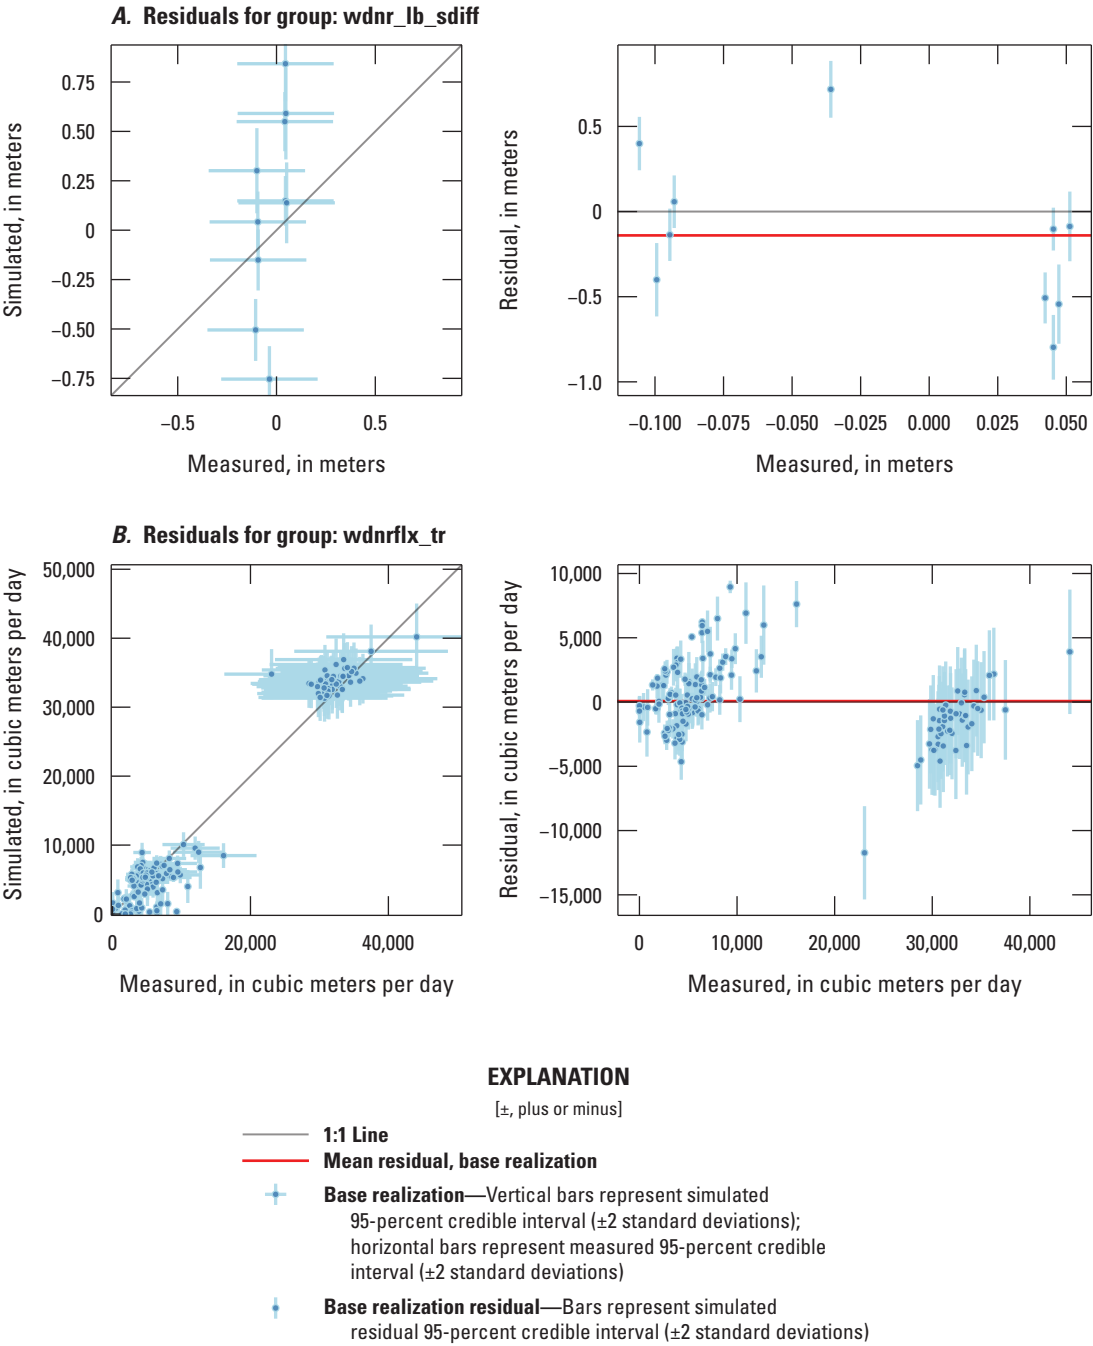 A. Residuals for group: wdnr_lb_sdiff
Simulated, in meters
0.75
0.50
0.25
0
−0.25
−0.50
−0.75
−0.5
0
0.5
Measured, in meters
Residual, in meters
0.5
0
−0.5
−1.0
−0.100
−0.075
−0.050
−0.025
0.000
0.025
0.050
Measured, in meters
B. Residuals for group: wdnrflx_tr
Simulated, in cubic meters per day
50,000
40,000
30,000
20,000
10,000
0
0
20,000
40,000
Measured, in cubic meters per day
Residual, in cubic meters per day
10,000
5,000
0
−5,000
−10,000
−15,000
0
10,000
20,000
30,000
40,000
Measured, in cubic meters per day
EXPLANATION
[±, plus or minus]
1:1 Line
Mean residual, base realization
Base realization—Vertical bars represent simulated
95-percent credible interval (±2 standard deviations);
horizontal bars represent measured 95-percent credible
interval (±2 standard deviations)
Base realization residual—Bars represent simulated
residual 95-percent credible interval (±2 standard deviations)